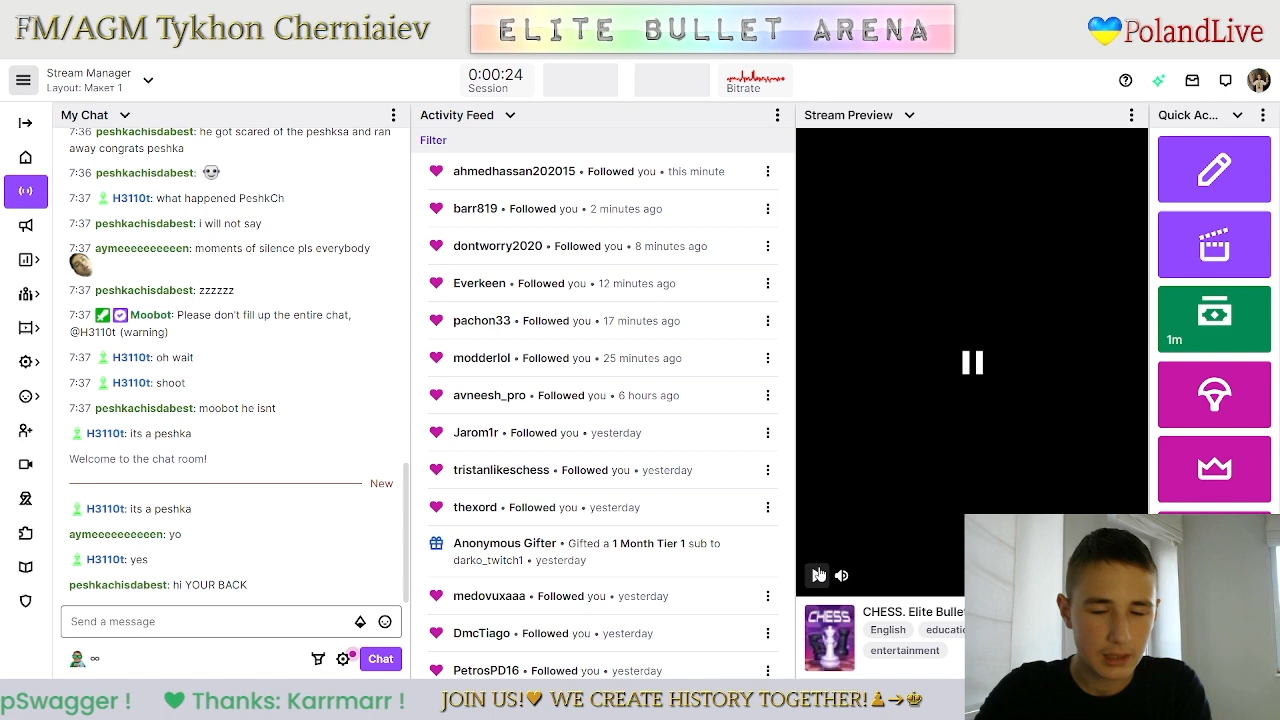 FM/AGM Tykhon Cherniaiev
ELITE BULLET ARENA
PolandLive
Stream Manager
Layout: Макет 1
0:00:24
Session
Bitrate
My Chat
7:36 peshkachisdabest: he got scared of the peshksa and ran
away congrats peshka
7:36 peshkachisdabest:
7:37 H3110t: what happened PeshkCh
7:37 peshkachisdabest: i will not say
7:37 aymeeeeeeeeen: moments of silence pls everybody
7:37 peshkachisdabest: zzzzzz
7:37 Moobot: Please don't fill up the entire chat,
@H3110t (warning)
7:37 H3110t: oh wait
7:37 H3110t: shoot
7:37 peshkachisdabest: moobot he isnt
H3110t: its a peshka
Welcome to the chat room!
New
H3110t: its a peshka
aymeeeeeeeeen: yo
H3110t: yes
peshkachisdabest: hi YOUR BACK
Send a message
∞
Chat
Activity Feed
Filter
ahmedhassan202015 • Followed you • this minute
barr819 • Followed you • 2 minutes ago
dontworry2020 • Followed you • 8 minutes ago
Everkeen • Followed you • 12 minutes ago
pachon33 • Followed you • 17 minutes ago
modderlol • Followed you • 25 minutes ago
avneesh_pro • Followed you • 6 hours ago
Jarom1r • Followed you • yesterday
tristanlikeschess • Followed you • yesterday
thexord • Followed you • yesterday
Anonymous Gifter • Gifted a 1 Month Tier 1 sub to
darko_twitch1 • yesterday
medovuxaaa • Followed you • yesterday
DmcTiago • Followed you • yesterday
PetrosPD16 • Followed you • yesterday
Stream Preview
CHESS
CHESS. Elite Bullet
English educatio
entertainment
Quick Ac...
1m
pSwagger ! Thanks: Karrmarr !
JOIN US! WE CREATE HISTORY TOGETHER!